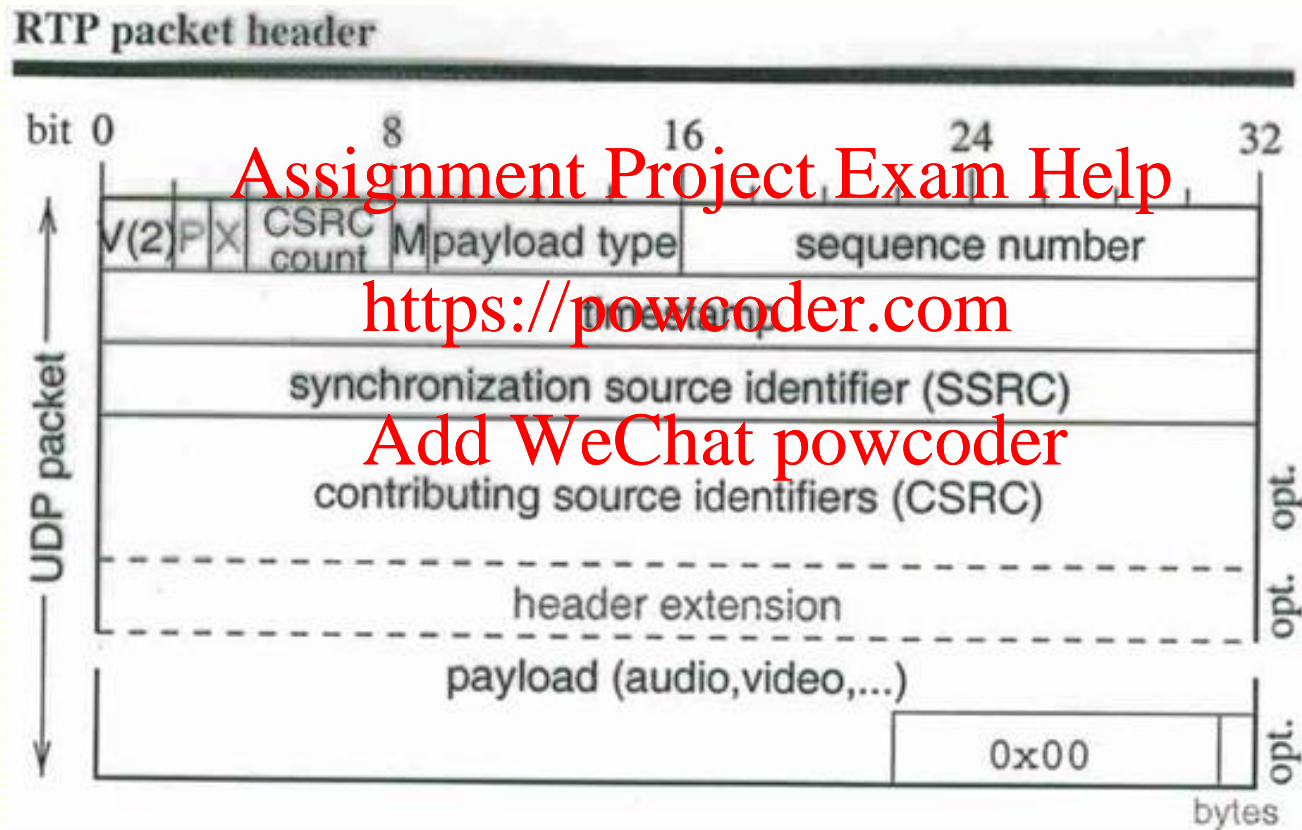 RTP packet header
bit 0 8 16 24 32
Assignment Project Exam Help
V(2) P X CSRC count M payload type sequence number
timestamp
https://powcoder.com
synchronization source identifier (SSRC)
Add WeChat powcoder
contributing source identifiers (CSRC)
opt.
header extension
opt.
payload (audio,video,...)
0x00
opt.
bytes
UDP packet